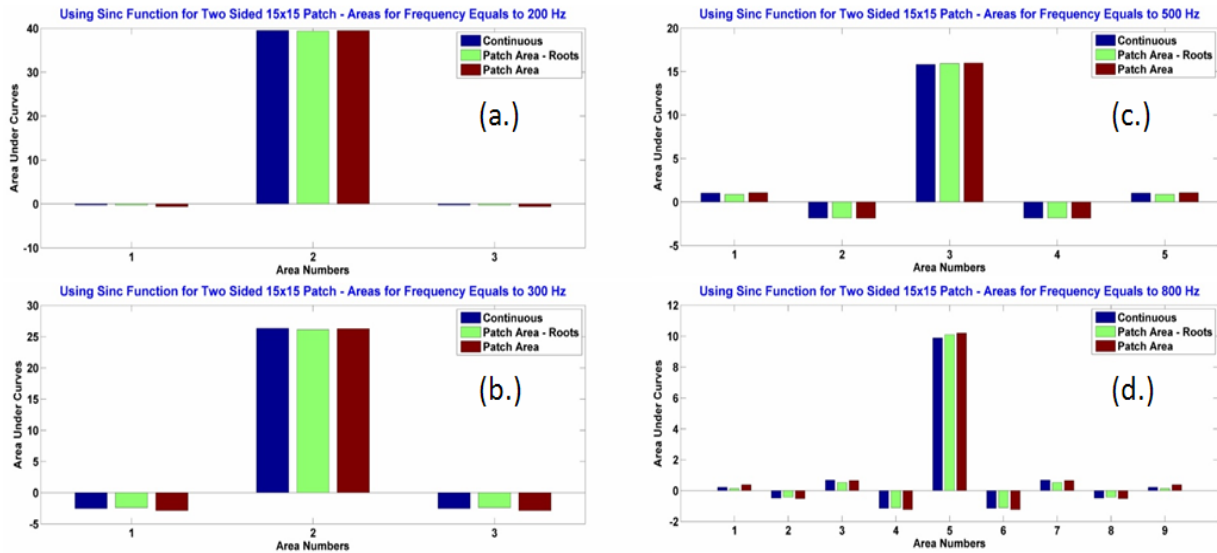 Using Sinc Function for Two Sided 15x15 Patch - Areas for Frequency Equals to 200 Hz
40
30
20
10
0
-10
Area Under Curves
Continuous
Patch Area - Roots
Patch Area
(a.)
1 2 3
Area Numbers
Using Sinc Function for Two Sided 15x15 Patch - Areas for Frequency Equals to 300 Hz
30
25
20
15
10
5
0
-5
Area Under Curves
Continuous
Patch Area - Roots
Patch Area
(b.)
1 2 3
Area Numbers
Using Sinc Function for Two Sided 15x15 Patch - Areas for Frequency Equals to 500 Hz
20
15
10
5
0
-5
Area Under Curves
Continuous
Patch Area - Roots
Patch Area
(c.)
1 2 3 4 5
Area Numbers
Using Sinc Function for Two Sided 15x15 Patch - Areas for Frequency Equals to 800 Hz
12
10
8
6
4
2
0
-2
Area Under Curves
Continuous
Patch Area - Roots
Patch Area
(d.)
1 2 3 4 5 6 7 8 9
Area Numbers